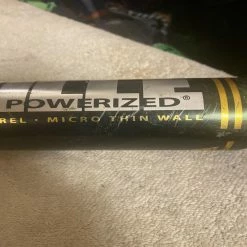 POWERIZED®
REL • MICRO THIN WALL